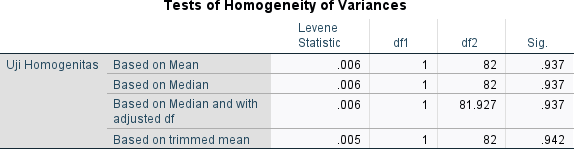 Tests of Homogeneity of Variances
Levene Statistic df1 df2 Sig.
Uji Homogenitas Based on Mean .006 1 82 .937
Based on Median .006 1 82 .937
Based on Median and with adjusted df .006 1 81.927 .937
Based on trimmed mean .005 1 82 .942